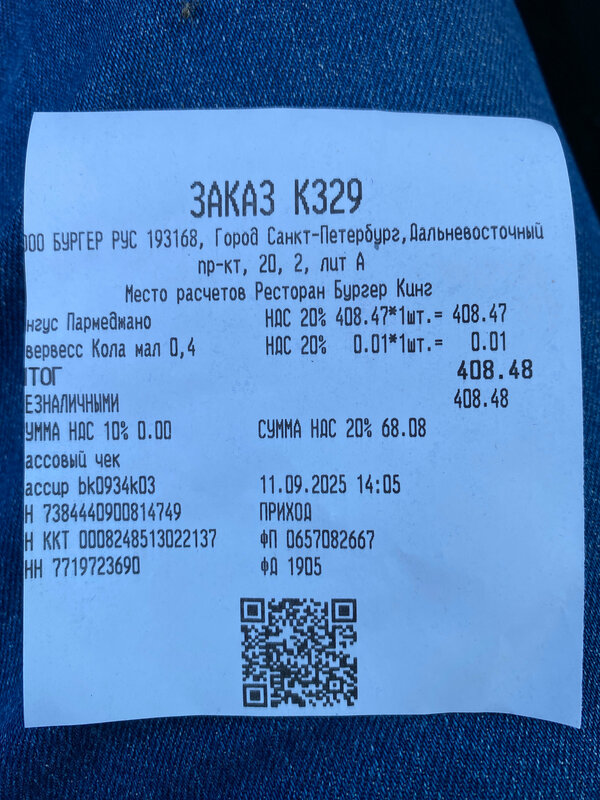 ЗАКАЗ К329
ООО БУРГЕР РУС 193168, Город Санкт-Петербург,Дальневосточный
пр-кт, 20, 2, лит А
Место расчетов Ресторан Бургер Кинг
нгус Пармеджано НДС 20% 408.47*1шт.= 408.47
вервесс Кола мал 0,4 НДС 20% 0.01*1шт.= 0.01
ИТОГ 408.48
ЕЗНАЛИЧНЫМИ 408.48
УММА НДС 10% 0.00 СУММА НДС 20% 68.08
ассовый чек
ассир bk0934k03 11.09.2025 14:05
Н 7384440900814749 ПРИХОД
Н ККТ 0008248513022137 ФП 0657082667
НН 7719723690 ФД 1905